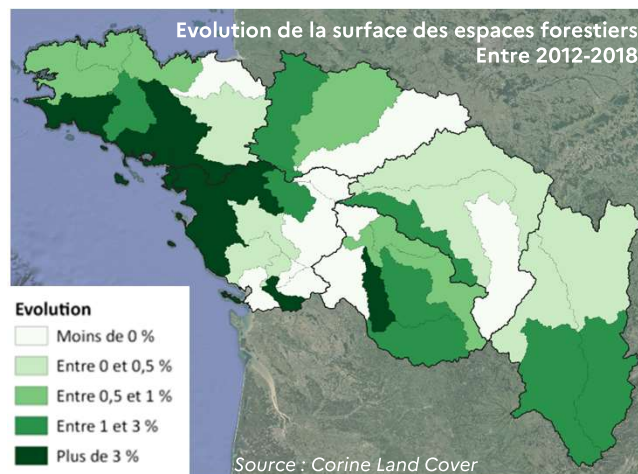 Evolution de la surface des espaces forestiers
Entre 2012-2018
Evolution
Moins de 0 %
Entre 0 et 0,5 %
Entre 0,5 et 1 %
Entre 1 et 3 %
Plus de 3 %
Source : Corine Land Cover